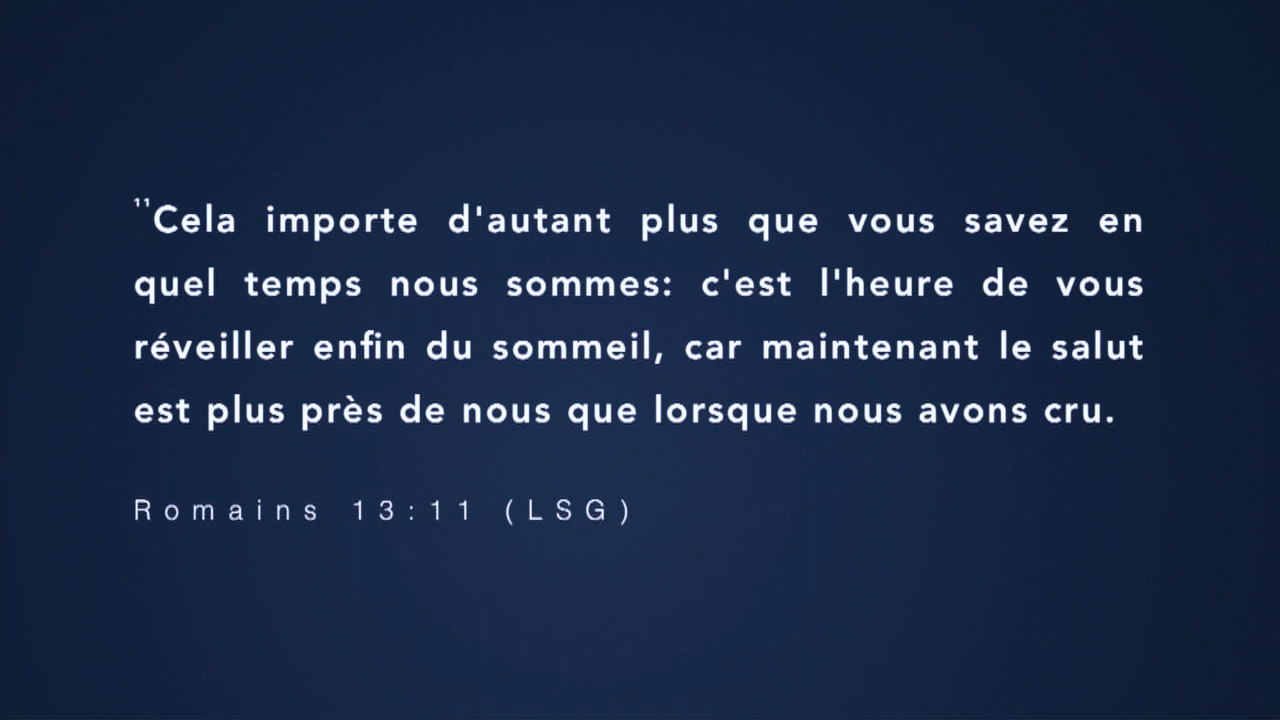 ¹¹Cela importe d'autant plus que vous savez en
quel temps nous sommes: c'est l'heure de vous
réveiller enfin du sommeil, car maintenant le salut
est plus près de nous que lorsque nous avons cru.
Romains 13:11 (LSG)